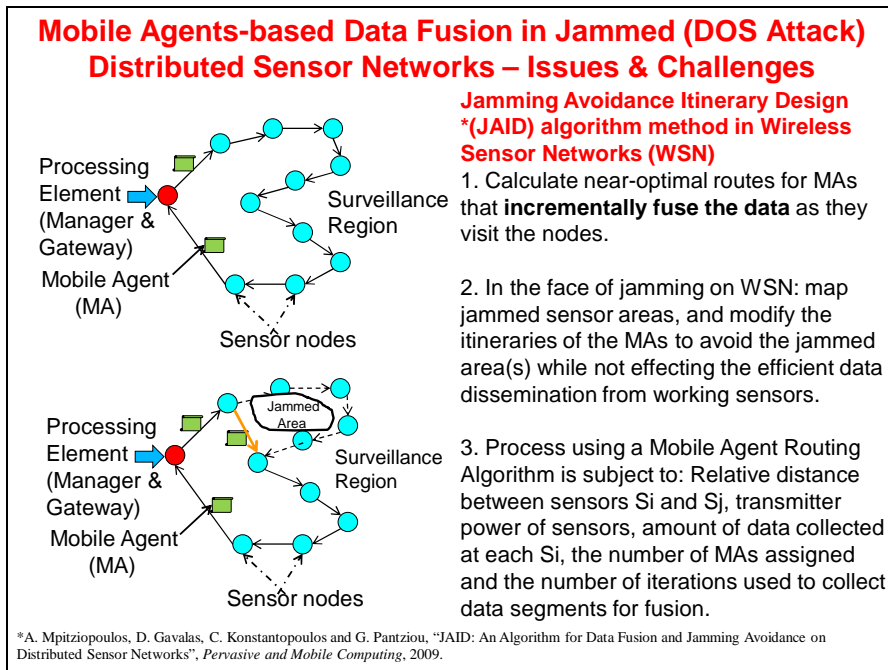 Mobile Agents-based Data Fusion in Jammed (DOS Attack)
Distributed Sensor Networks – Issues & Challenges
Processing
Element
(Manager &
Gateway)
Mobile Agent
(MA)
Surveillance
Region
Sensor nodes
Jammed
Area
Processing
Element
(Manager &
Gateway)
Mobile Agent
(MA)
Surveillance
Region
Sensor nodes
Jamming Avoidance Itinerary Design
*(JAID) algorithm method in Wireless
Sensor Networks (WSN)
1. Calculate near-optimal routes for MAs
that incrementally fuse the data as they
visit the nodes.
2. In the face of jamming on WSN: map
jammed sensor areas, and modify the
itineraries of the MAs to avoid the jammed
area(s) while not effecting the efficient data
dissemination from working sensors.
3. Process using a Mobile Agent Routing
Algorithm is subject to: Relative distance
between sensors Si and Sj, transmitter
power of sensors, amount of data collected
at each Si, the number of MAs assigned
and the number of iterations used to collect
data segments for fusion.
*A. Mpitziopoulos, D. Gavalas, C. Konstantopoulos and G. Pantziou, “JAID: An Algorithm for Data Fusion and Jamming Avoidance on
Distributed Sensor Networks”, Pervasive and Mobile Computing, 2009.